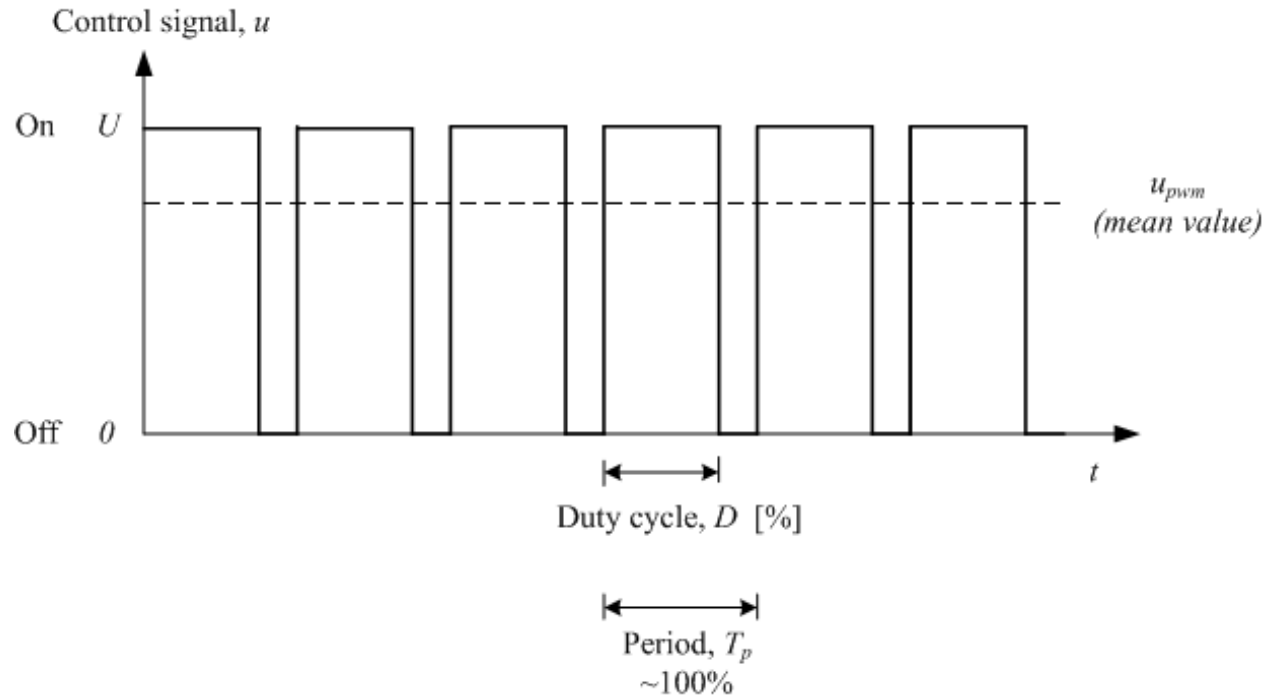 Control signal, u
On U
u_pwm
(mean value)
Off 0
t
Duty cycle, D [%]
Period, T_p
~100%